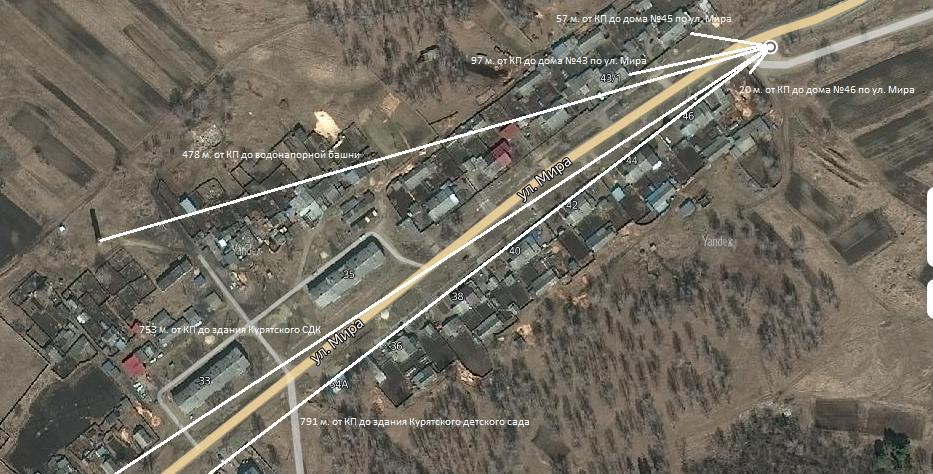 57 м. от КП до дома №45 по ул. Мира
97 м. от КП до дома №43 по ул. Мира
43/1
20 м. от КП до дома №46 по ул. Мира
46
478 м. от КП до водонапорной башни
44
ул. Мира
42
Yandex
Yandex
40
35
38
753 м. от КП до здания Курятского СДК
ул. Мира
36
33
34А
791 м. от КП до здания Курятского детского сада